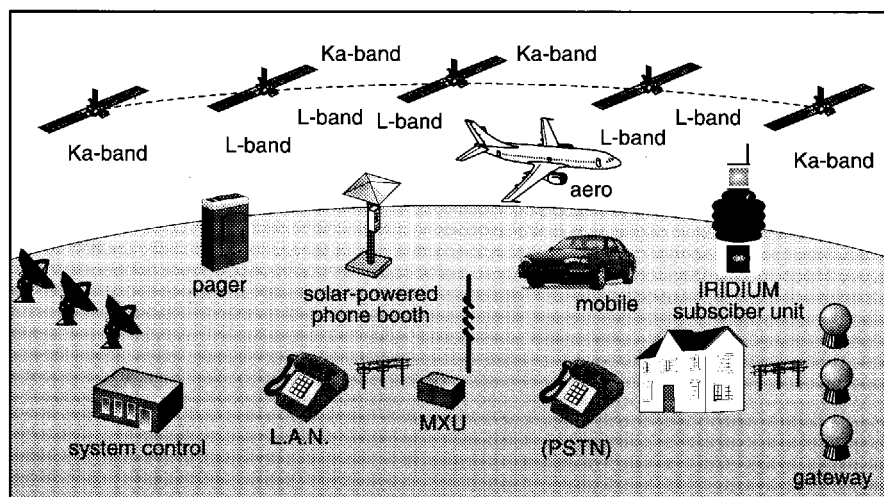 Ka-band Ka-band
L-band L-band
L-band L-band
Ka-band L-band L-band Ka-band
aero
pager
solar-powered
phone booth
mobile
IRIDIUM
subsciber unit
system control
L.A.N.
MXU
(PSTN)
gateway